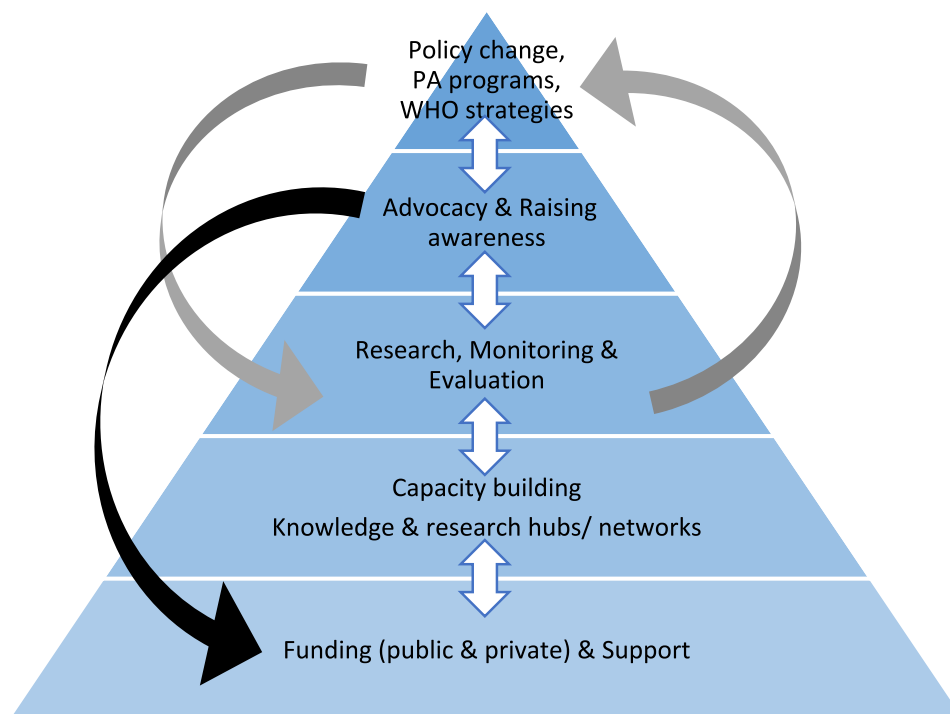 Policy change,
PA programs,
WHO strategies
Advocacy & Raising
awareness
Research, Monitoring &
Evaluation
Capacity building
Knowledge & research hubs/ networks
Funding (public & private) & Support